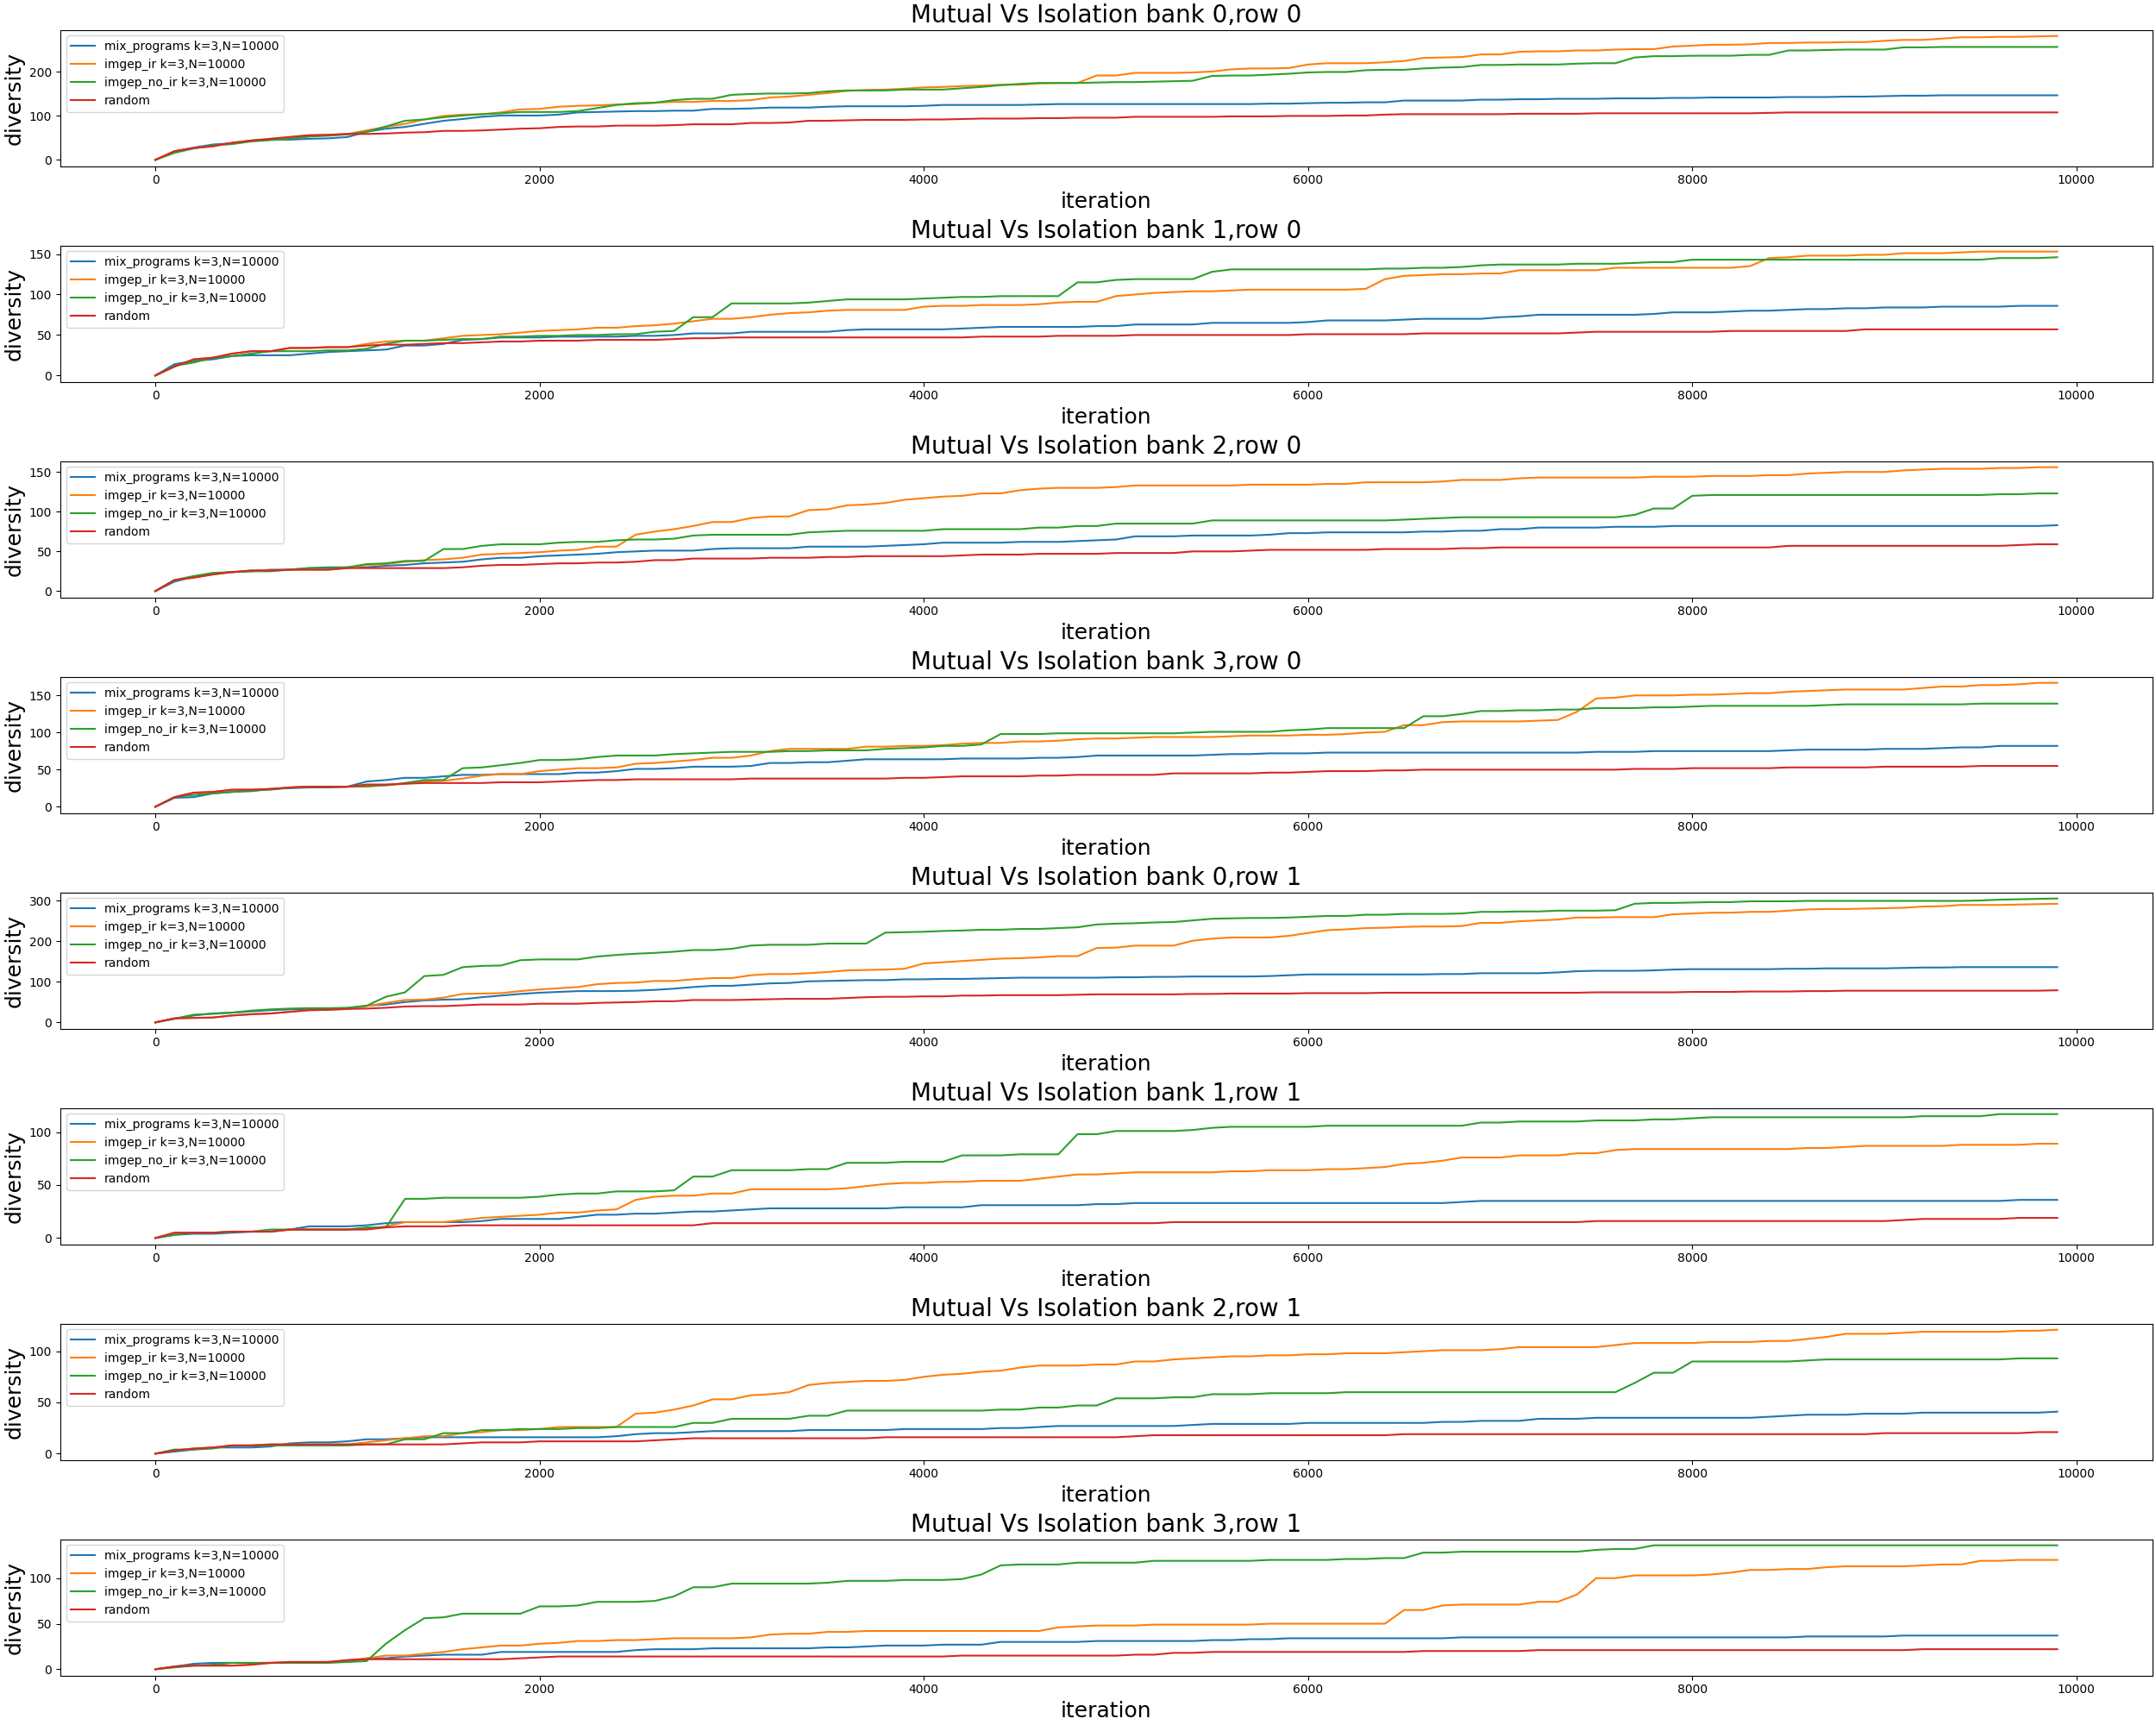 Mutual Vs Isolation bank 0,row 0
diversity
200
100
0
mix_programs k=3,N=10000
imgep_ir k=3,N=10000
imgep_no_ir k=3,N=10000
random
0 2000 4000 6000 8000 10000
iteration
Mutual Vs Isolation bank 1,row 0
diversity
150
100
50
0
mix_programs k=3,N=10000
imgep_ir k=3,N=10000
imgep_no_ir k=3,N=10000
random
0 2000 4000 6000 8000 10000
iteration
Mutual Vs Isolation bank 2,row 0
diversity
150
100
50
0
mix_programs k=3,N=10000
imgep_ir k=3,N=10000
imgep_no_ir k=3,N=10000
random
0 2000 4000 6000 8000 10000
iteration
Mutual Vs Isolation bank 3,row 0
diversity
150
100
50
0
mix_programs k=3,N=10000
imgep_ir k=3,N=10000
imgep_no_ir k=3,N=10000
random
0 2000 4000 6000 8000 10000
iteration
Mutual Vs Isolation bank 0,row 1
diversity
300
200
100
0
mix_programs k=3,N=10000
imgep_ir k=3,N=10000
imgep_no_ir k=3,N=10000
random
0 2000 4000 6000 8000 10000
iteration
Mutual Vs Isolation bank 1,row 1
diversity
100
50
0
mix_programs k=3,N=10000
imgep_ir k=3,N=10000
imgep_no_ir k=3,N=10000
random
0 2000 4000 6000 8000 10000
iteration
Mutual Vs Isolation bank 2,row 1
diversity
100
50
0
mix_programs k=3,N=10000
imgep_ir k=3,N=10000
imgep_no_ir k=3,N=10000
random
0 2000 4000 6000 8000 10000
iteration
Mutual Vs Isolation bank 3,row 1
diversity
100
50
0
mix_programs k=3,N=10000
imgep_ir k=3,N=10000
imgep_no_ir k=3,N=10000
random
0 2000 4000 6000 8000 10000
iteration